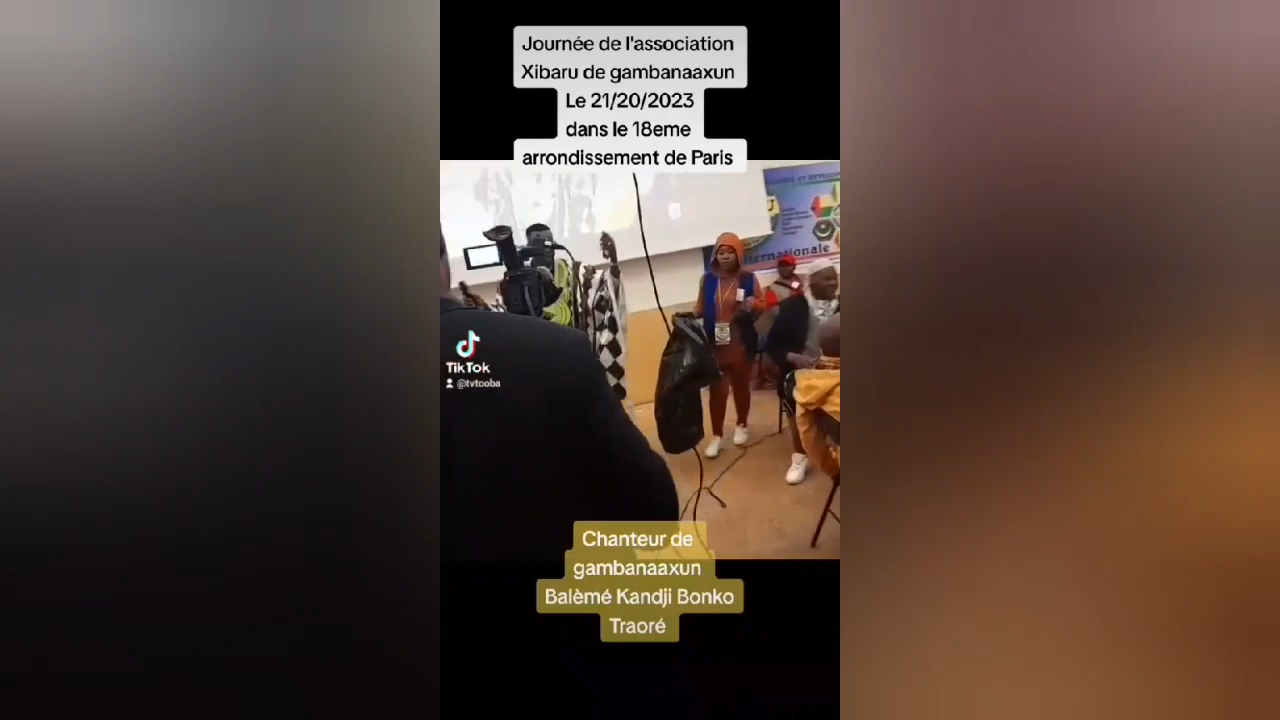 Journée de l'association
Xibaru de gambanaaxun
Le 21/20/2023
dans le 18eme
arrondissement de Paris
TikTok
@tvtooba
Chanteur de
gambanaaxun
Balèmé Kandji Bonko
Traoré